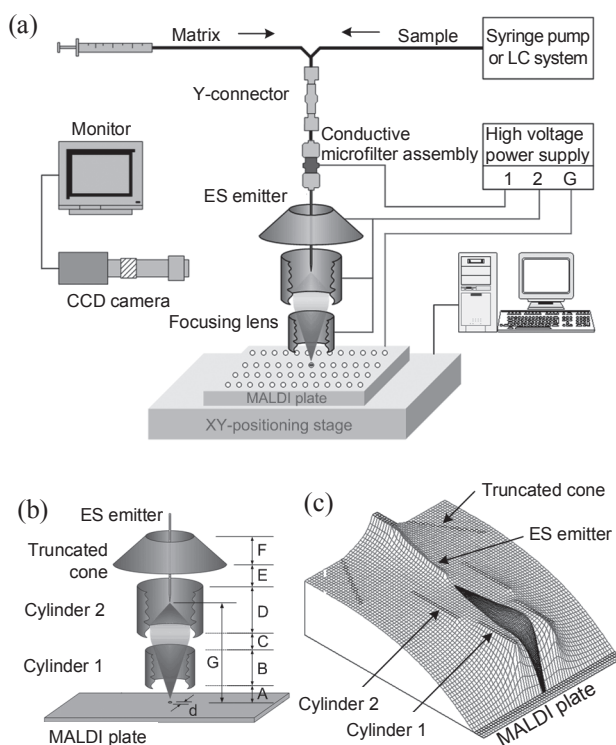 (a)
Matrix
Sample
Syringe pump
or LC system
Y-connector
Monitor
Conductive
microfilter assembly
High voltage
power supply
1 2 G
ES emitter
CCD camera
Focusing lens
MALDI plate
XY-positioning stage
(b)
ES emitter
Truncated
cone
Cylinder 2
Cylinder 1
F
E
D
C
G
B
A
d
MALDI plate
(c)
Truncated cone
ES emitter
Cylinder 2
Cylinder 1
MALDI plate